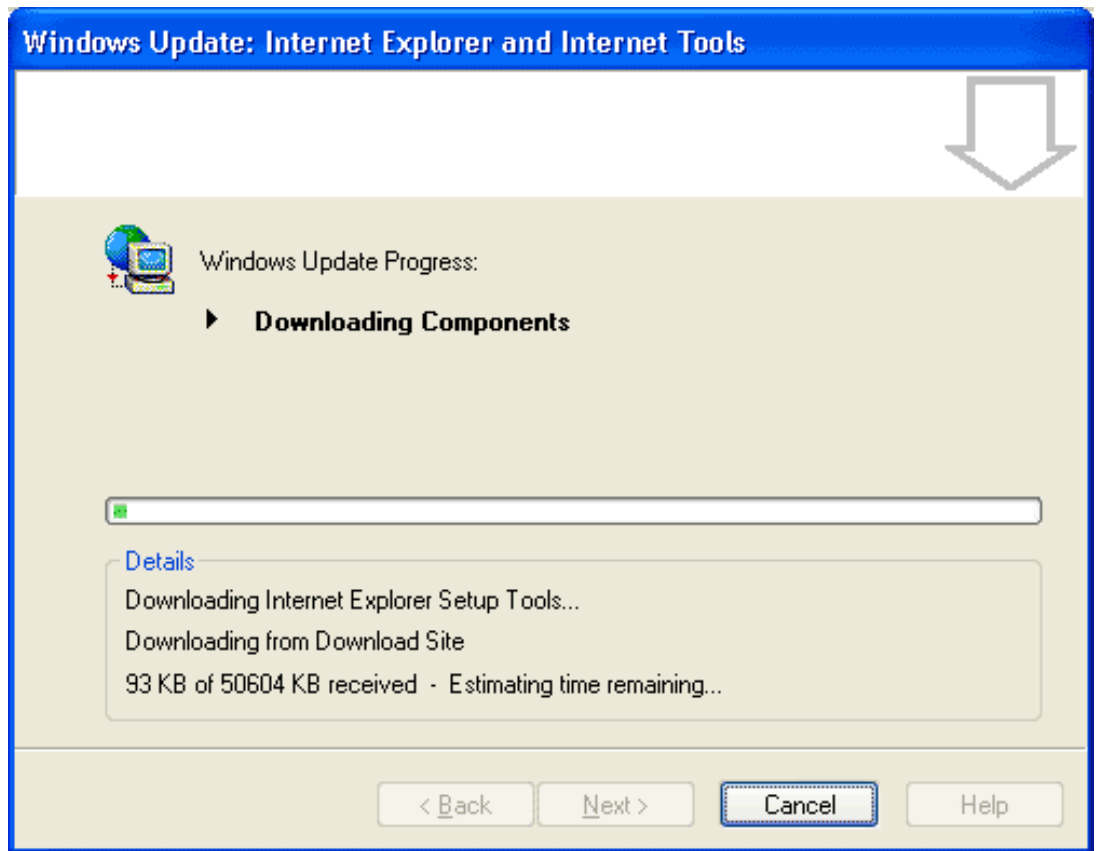 Windows Update: Internet Explorer and Internet Tools
Windows Update Progress:
Downloading Components
Details
Downloading Internet Explorer Setup Tools...
Downloading from Download Site
93 KB of 50604 KB received - Estimating time remaining...
< Back Next > Cancel Help